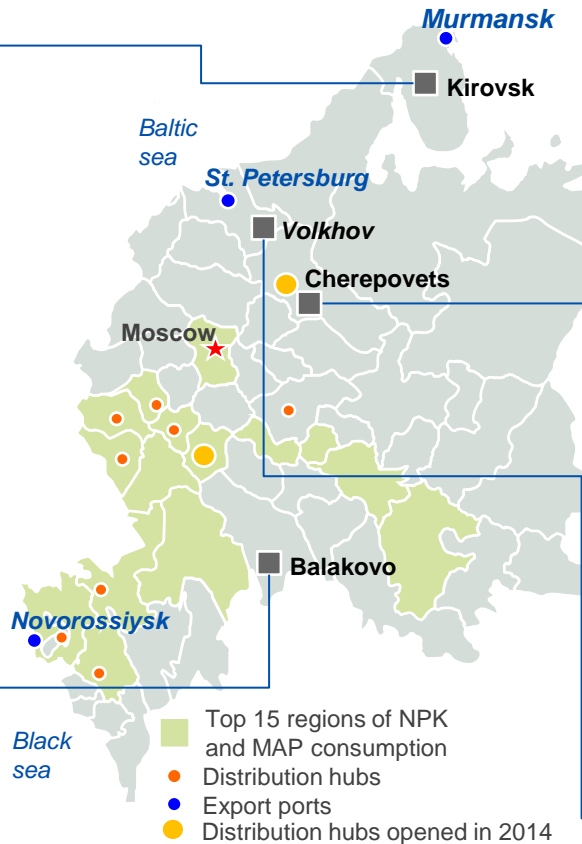 Murmansk
Kirovsk
Baltic
sea
St. Petersburg
Volkhov
Cherepovets
Moscow
Balakovo
Novorossiysk
Black
sea
Top 15 regions of NPK
and MAP consumption
Distribution hubs
Export ports
Distribution hubs opened in 2014